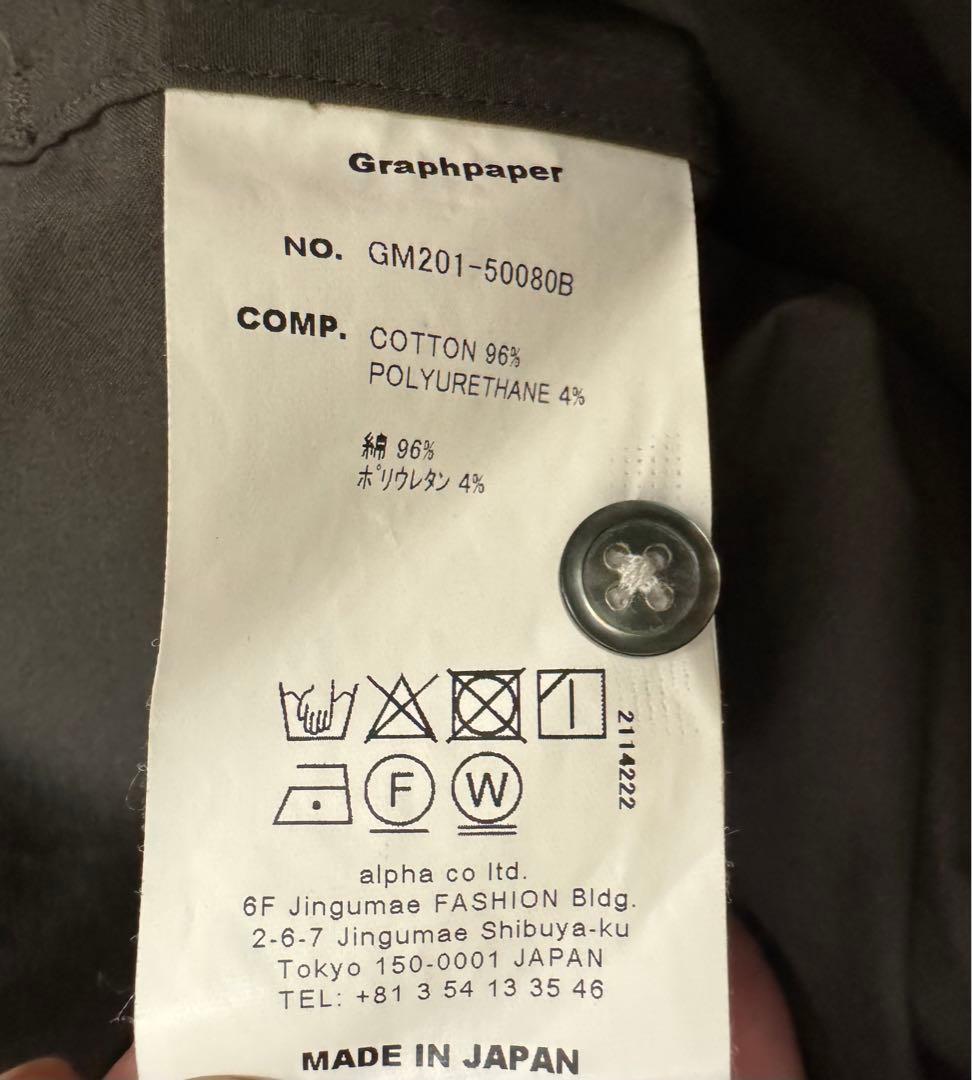 Graphpaper
NO. GM201-50080B
COMP. COTTON 96%
POLYURETHANE 4%
綿 96%
ポリウレタン 4%
2114222
F W
alpha co ltd.
6F Jingumae FASHION Bldg.
2-6-7 Jingumae Shibuya-ku
Tokyo 150-0001 JAPAN
TEL: +81 3 54 13 35 46
MADE IN JAPAN